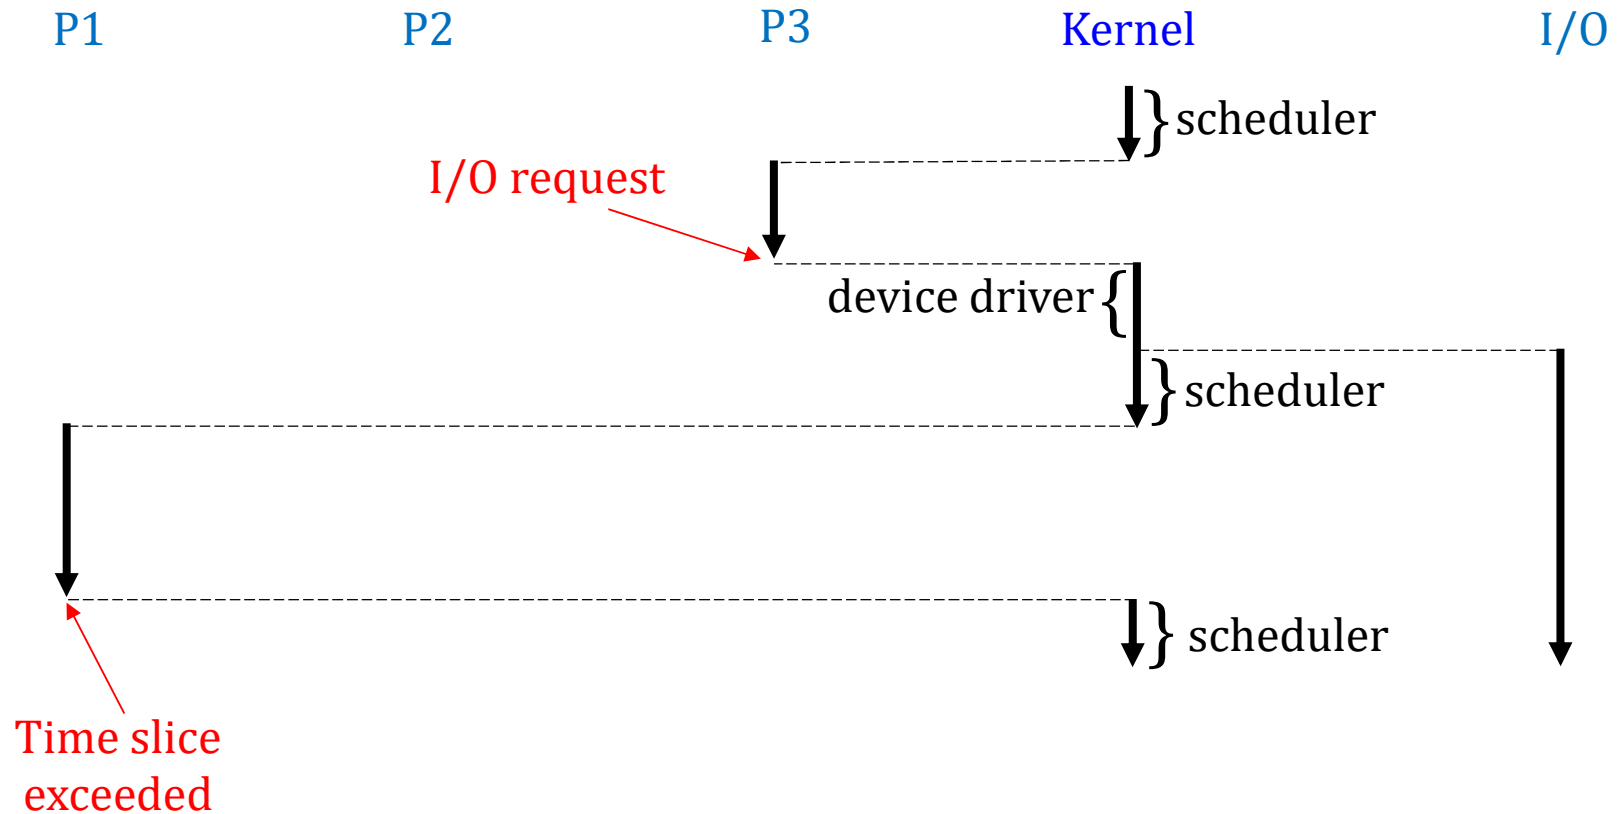 P1 P2 P3 Kernel I/O
scheduler
I/O request
device driver
scheduler
scheduler
Time slice
exceeded